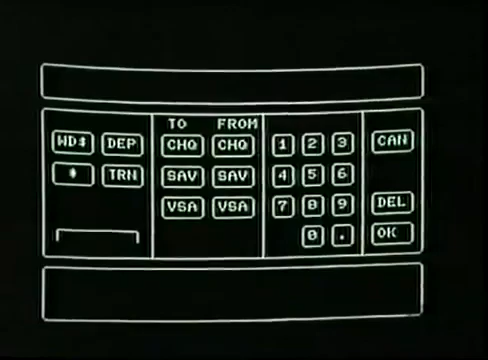 TO FROM
WD$ DEP CHQ CHQ 1 2 3 CAN
* TRN SAV SAV 4 5 6
VSA VSA 7 8 9 DEL
0 . OK